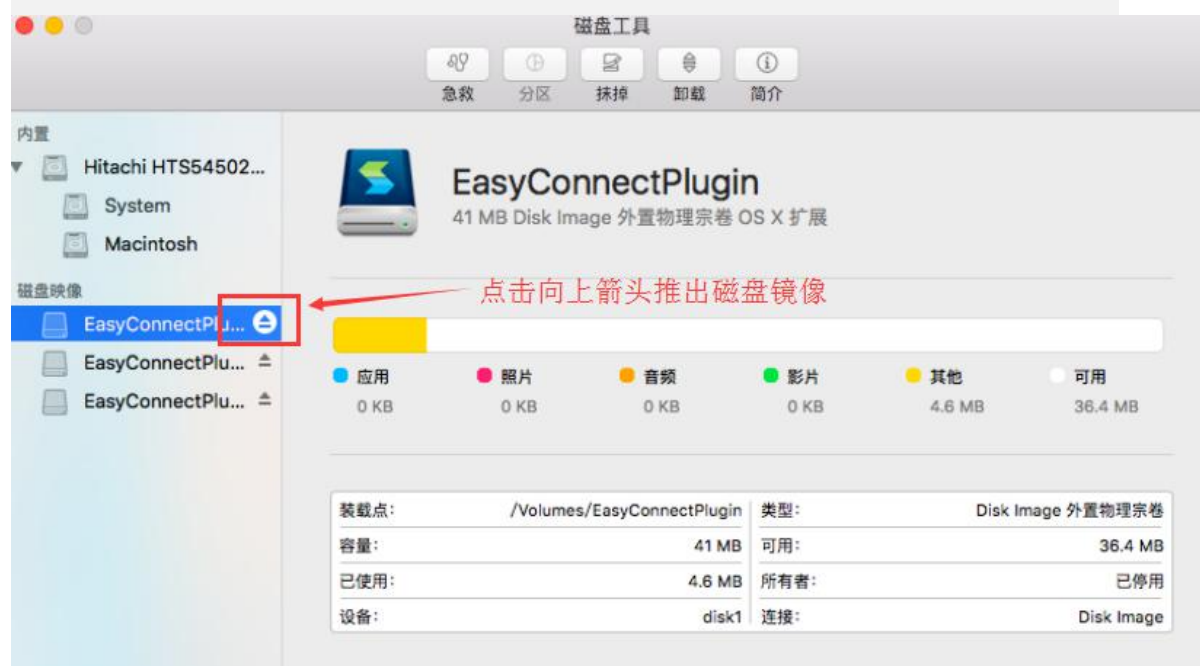 磁盘工具
急救 分区 抹掉 卸载 简介
内置
Hitachi HTS54502...
System
Macintosh
磁盘映像
EasyConnectPlu...
EasyConnectPlu...
EasyConnectPlu...
EasyConnectPlugin
41 MB Disk Image 外置物理宗卷 OS X 扩展
点击向上箭头推出磁盘镜像
应用 照片 音频 影片 其他 可用
0 KB 0 KB 0 KB 0 KB 4.6 MB 36.4 MB
装载点: /Volumes/EasyConnectPlugin 类型: Disk Image 外置物理宗卷
容量: 41 MB 可用: 36.4 MB
已使用: 4.6 MB 所有者: 已停用
设备: disk1 连接: Disk Image